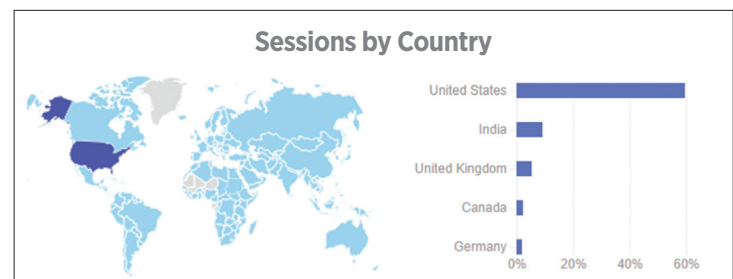 Sessions by Country
United States
India
United Kingdom
Canada
Germany
0% 20% 40% 60%